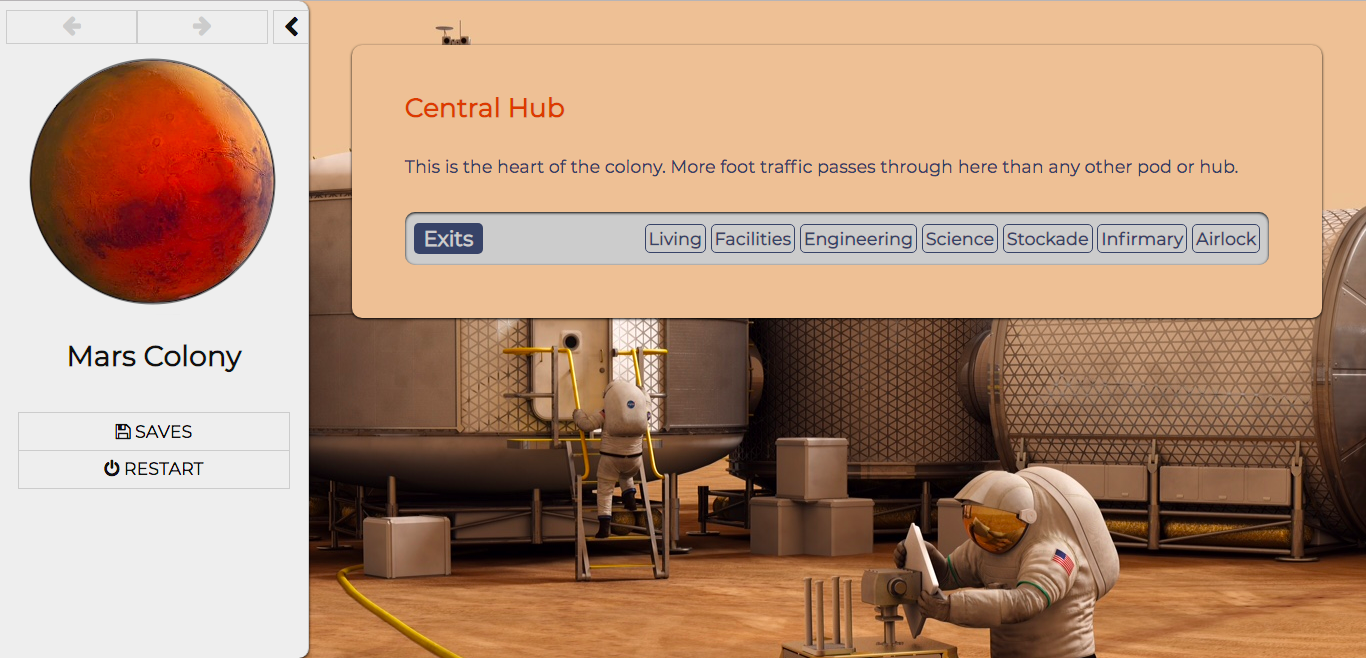 Mars Colony
SAVES
RESTART
Central Hub
This is the heart of the colony. More foot traffic passes through here than any other pod or hub.
Exits Living Facilities Engineering Science Stockade Infirmary Airlock